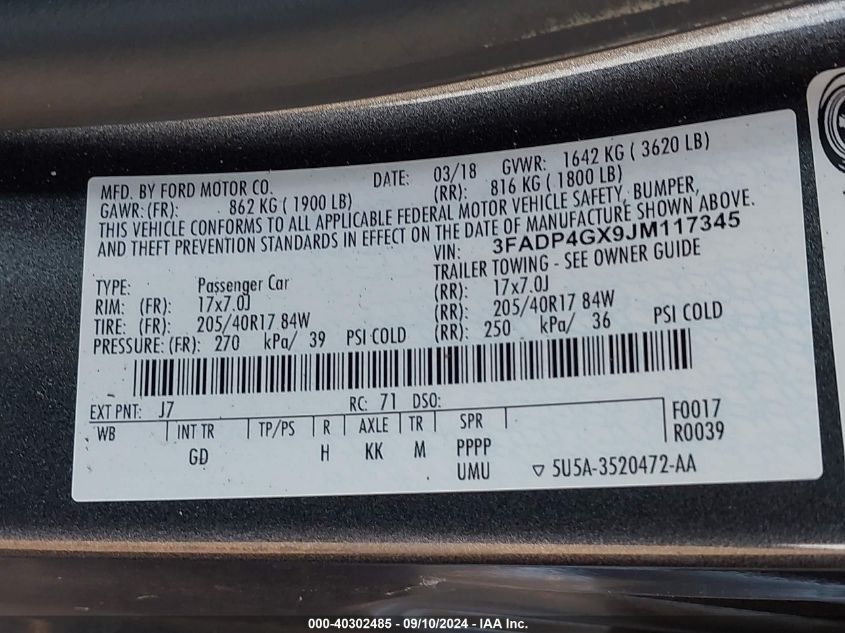 MFD. BY FORD MOTOR CO. DATE: 03/18 GVWR: 1642 KG ( 3620 LB)
GAWR: (FR): 862 KG ( 1900 LB) (RR): 816 KG ( 1800 LB)
THIS VEHICLE CONFORMS TO ALL APPLICABLE FEDERAL MOTOR VEHICLE SAFETY, BUMPER,
AND THEFT PREVENTION STANDARDS IN EFFECT ON THE DATE OF MANUFACTURE SHOWN ABOVE.
VIN: 3FADP4GX9JM117345
TYPE: Passenger Car TRAILER TOWING - SEE OWNER GUIDE
RIM: (FR): 17x7.0J (RR): 17x7.0J
TIRE: (FR): 205/40R17 84W (RR): 205/40R17 84W
PRESSURE: (FR): 270 kPa/ 39 PSI COLD (RR): 250 kPa/ 36 PSI COLD
EXT PNT: J7 RC: 71 DSO: F0017
WB INT TR TP/PS R AXLE TR SPR R0039
GD H KK M PPPP
UMU ▽ 5U5A-3520472-AA
000-40302485 - 09/10/2024 - IAA Inc.